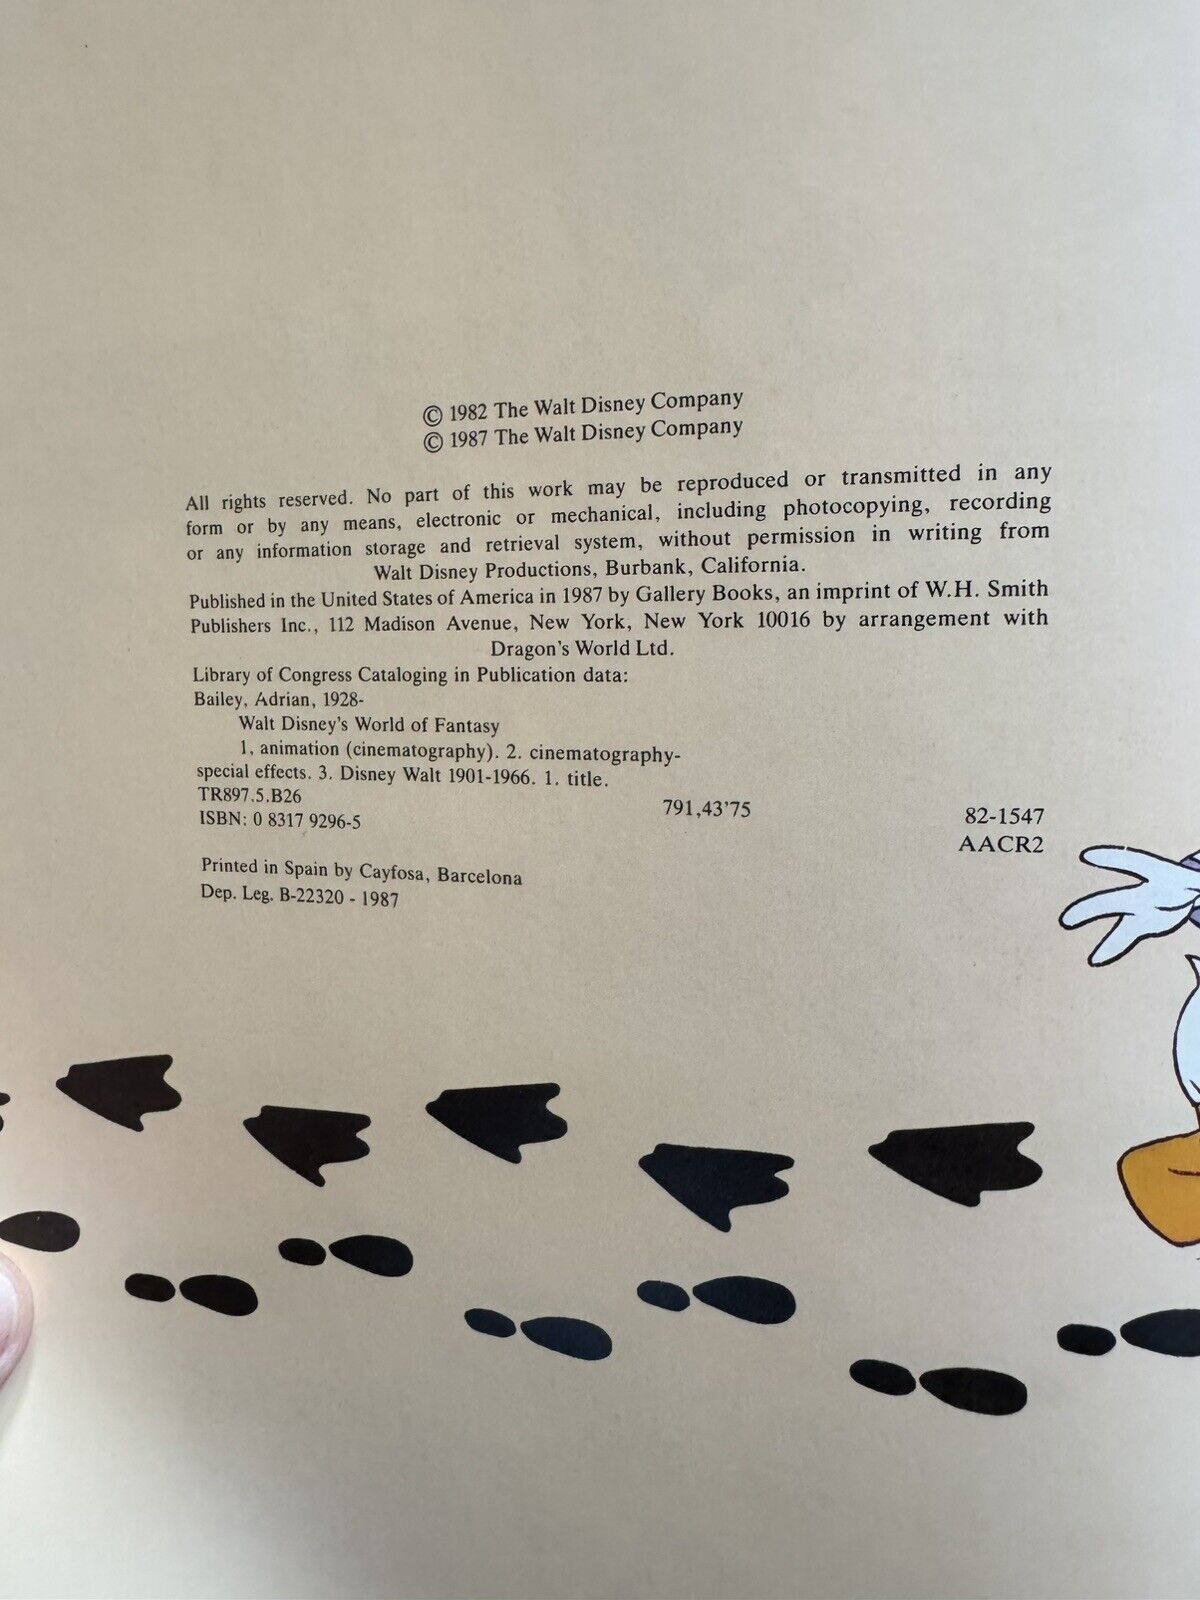 © 1982 The Walt Disney Company
© 1987 The Walt Disney Company
All rights reserved. No part of this work may be reproduced or transmitted in any
form or by any means, electronic or mechanical, including photocopying, recording
or any information storage and retrieval system, without permission in writing from
Walt Disney Productions, Burbank, California.
Published in the United States of America in 1987 by Gallery Books, an imprint of W.H. Smith
Publishers Inc., 112 Madison Avenue, New York, New York 10016 by arrangement with
Dragon's World Ltd.
Library of Congress Cataloging in Publication data:
Bailey, Adrian, 1928-
Walt Disney's World of Fantasy
1, animation (cinematography). 2. cinematography-
special effects. 3. Disney Walt 1901-1966. 1. title.
TR897.5.B26
791,43'75 82-1547
ISBN: 0 8317 9296-5
AACR2
Printed in Spain by Cayfosa, Barcelona
Dep. Leg. B-22320 - 1987